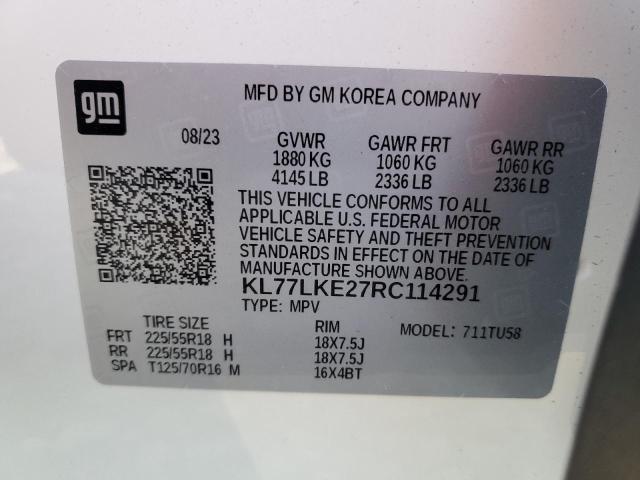 gm
MFD BY GM KOREA COMPANY
08/23 GVWR GAWR FRT GAWR RR
1880 KG 1060 KG 1060 KG
4145 LB 2336 LB 2336 LB
THIS VEHICLE CONFORMS TO ALL
APPLICABLE U.S. FEDERAL MOTOR
VEHICLE SAFETY AND THEFT PREVENTION
STANDARDS IN EFFECT ON THE DATE OF
MANUFACTURE SHOWN ABOVE.
KL77LKE27RC114291
TYPE: MPV
TIRE SIZE RIM MODEL: 711TU58
FRT 225/55R18 H 18X7.5J
RR 225/55R18 H 18X7.5J
SPA T125/70R16 M 16X4BT